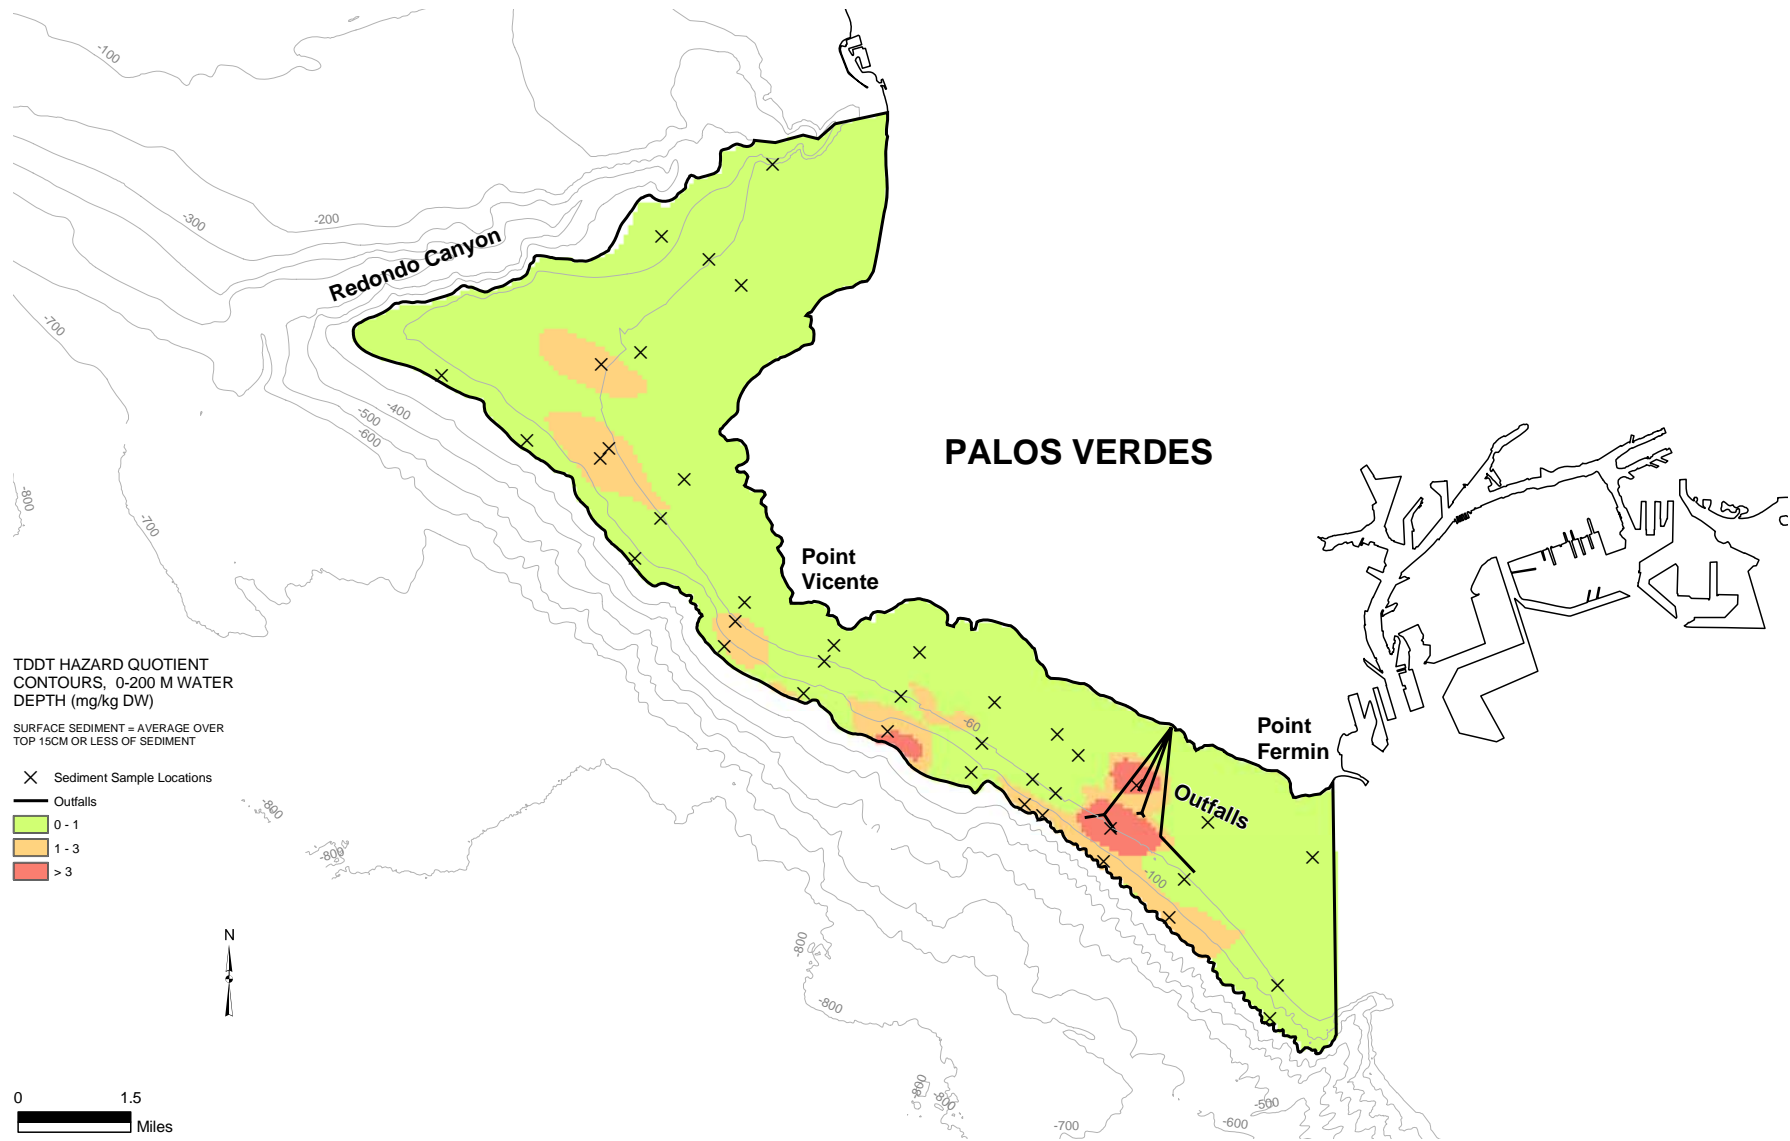 -100
-200
-300
Redondo Canyon
-700
-400
-500
-600
PALOS VERDES
-800
-700
Point
Vicente
TDDT HAZARD QUOTIENT
CONTOURS, 0-200 M WATER
DEPTH (mg/kg DW)
SURFACE SEDIMENT = AVERAGE OVER
TOP 15CM OR LESS OF SEDIMENT
Sediment Sample Locations
Outfalls
0 - 1
1 - 3
> 3
-60
Point
Fermin
Outfalls
-800
-800
-100
N
-800
-800
-800
-800
-500
-600
-700
0 1.5
Miles